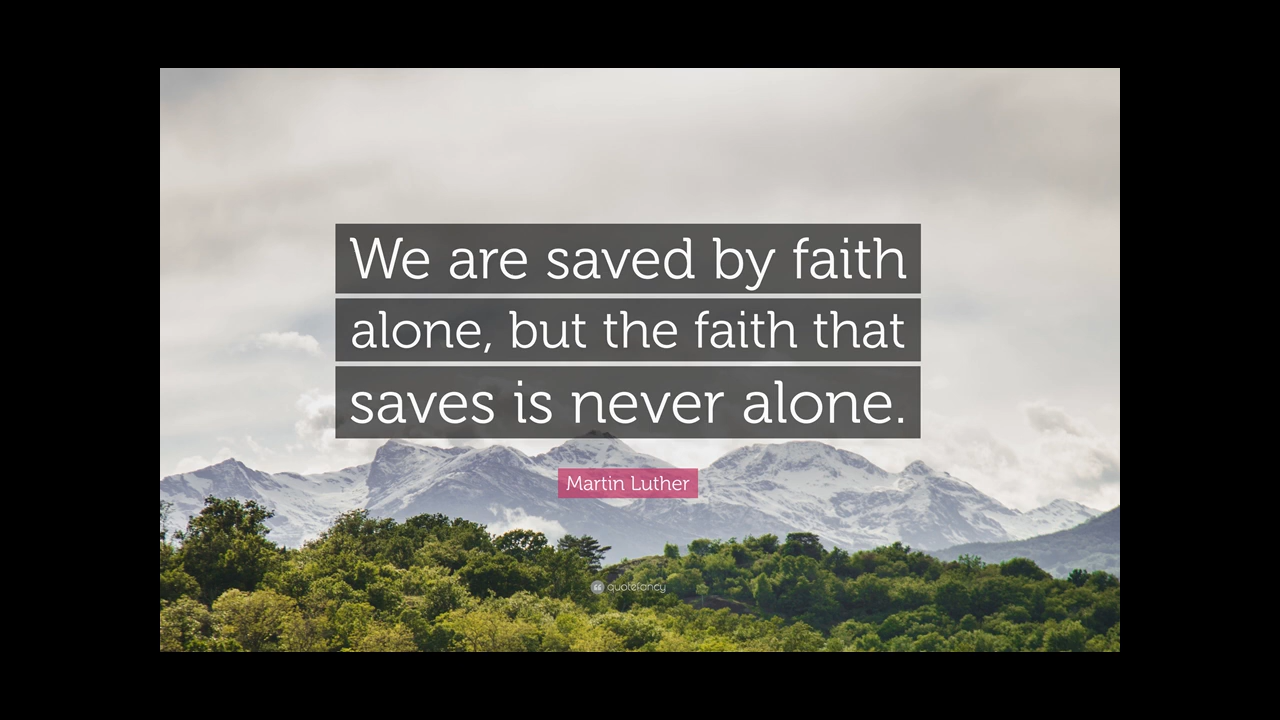 We are saved by faith
alone, but the faith that
saves is never alone.
Martin Luther
quotefancy